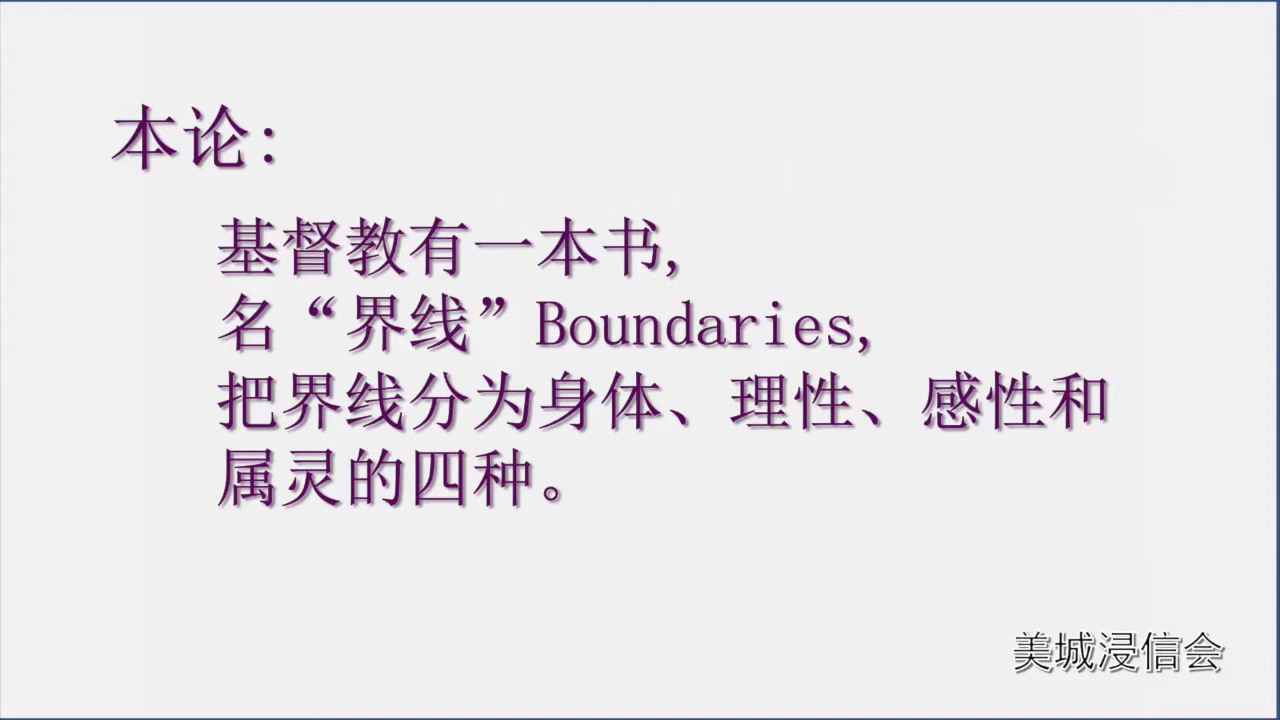 本论:
基督教有一本书,
名“界线”Boundaries,
把界线分为身体、理性、感性和
属灵的四种。
美城浸信会